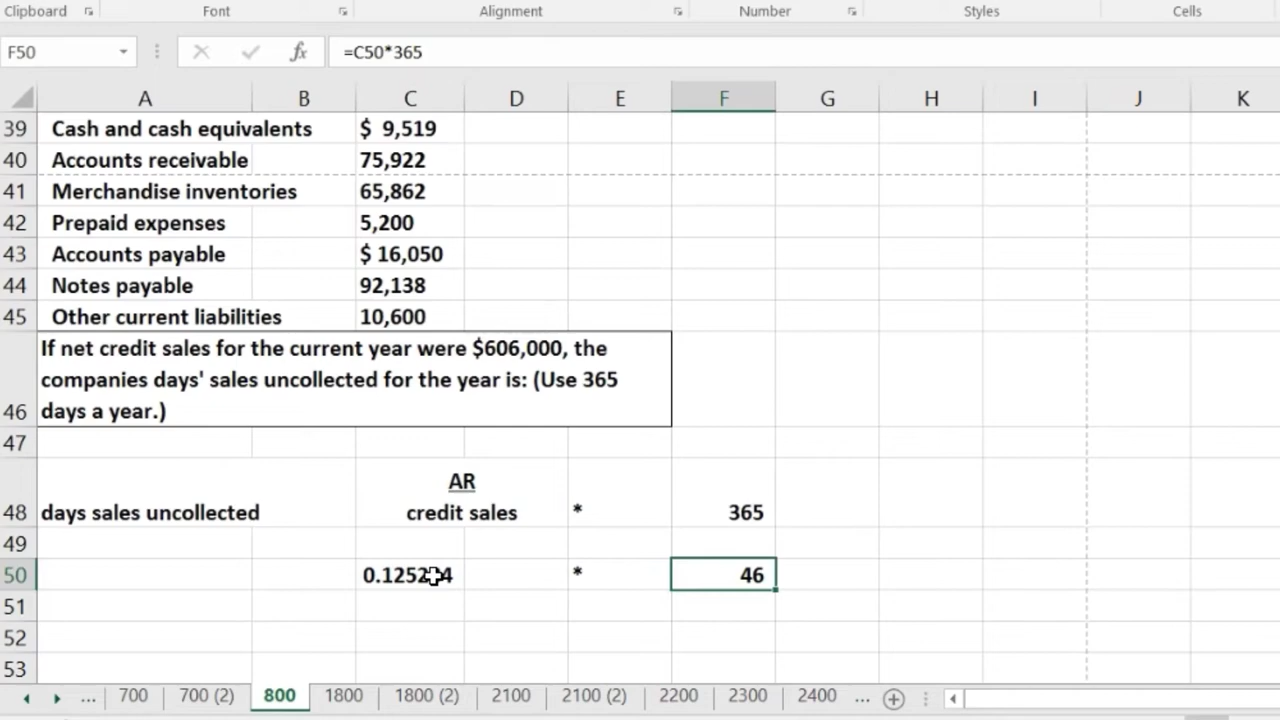 Clipboard Font Alignment Number Styles Cells
F50 fx =C50*365
A B C D E F G H I J K
39 Cash and cash equivalents $ 9,519
40 Accounts receivable 75,922
41 Merchandise inventories 65,862
42 Prepaid expenses 5,200
43 Accounts payable $ 16,050
44 Notes payable 92,138
45 Other current liabilities 10,600
If net credit sales for the current year were $606,000, the
companies days' sales uncollected for the year is: (Use 365
46 days a year.)
47
AR
48 days sales uncollected credit sales * 365
49
50 * 46
51
52
53
... 700 700 (2) 800 1800 1800 (2) 2100 2100 (2) 2200 2300 2400 ...